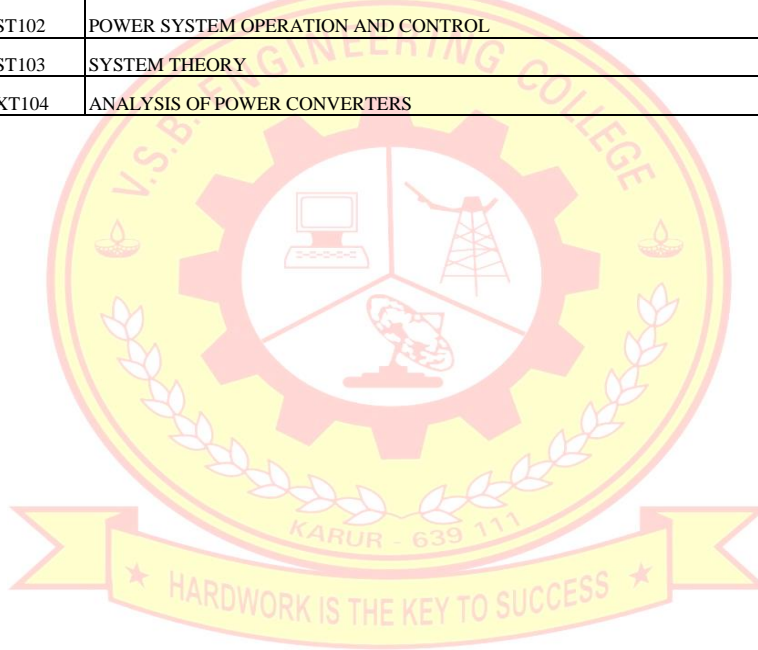 ST102 POWER SYSTEM OPERATION AND CONTROL
ST103 SYSTEM THEORY
XT104 ANALYSIS OF POWER CONVERTERS
V.S.B. ENGINEERING COLLEGE
KARUR - 639 111
HARDWORK IS THE KEY TO SUCCESS